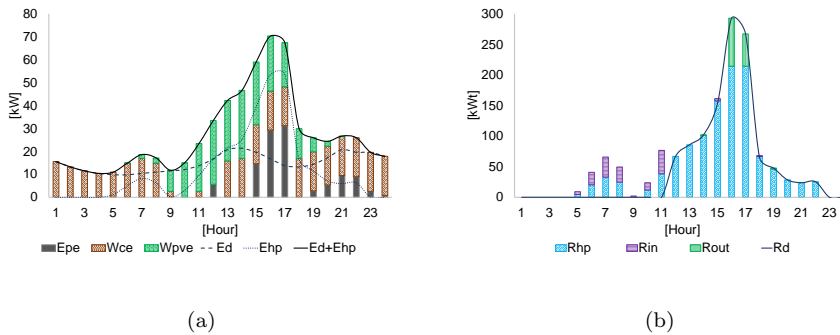 80
70
60
50
40
30
20
10
0
[kW]
1 3 5 7 9 11 13 15 17 19 21 23
[Hour]
Epe Wce Wpve Ed Ehp Ed+Ehp
(a)
300
250
200
150
100
50
0
[kWt]
1 3 5 7 9 11 13 15 17 19 21 23
[Hour]
Rhp Rin Rout Rd
(b)